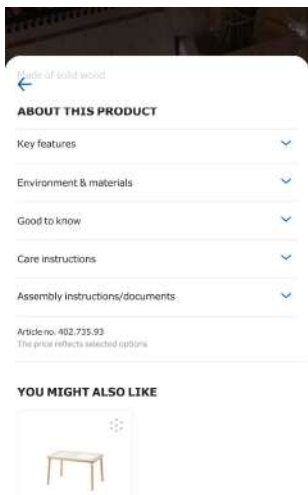 Made of solid wood
ABOUT THIS PRODUCT
Key features
Environment & materials
Good to know
Care instructions
Assembly instructions/documents
Article no. 402.735.93
The price reflects selected options
YOU MIGHT ALSO LIKE